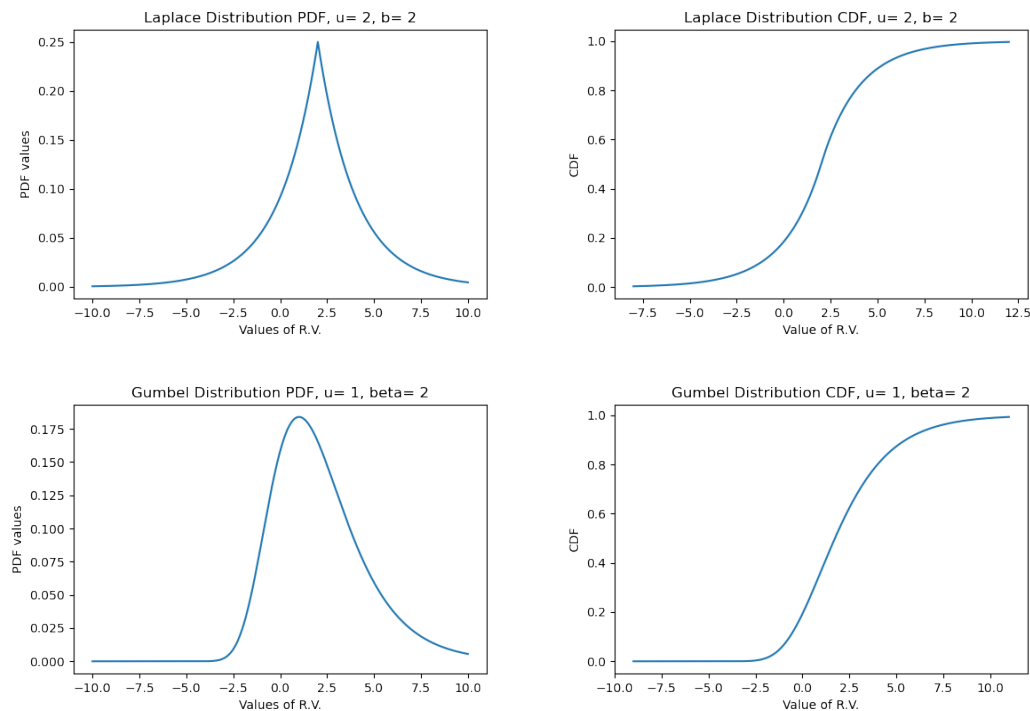 Laplace Distribution PDF, u= 2, b= 2
0.25
0.20
0.15
0.10
0.05
0.00
PDF values
−10.0 −7.5 −5.0 −2.5 0.0 2.5 5.0 7.5 10.0
Values of R.V.
Laplace Distribution CDF, u= 2, b= 2
1.0
0.8
0.6
0.4
0.2
0.0
CDF
−7.5 −5.0 −2.5 0.0 2.5 5.0 7.5 10.0 12.5
Value of R.V.
Gumbel Distribution PDF, u= 1, beta= 2
0.175
0.150
0.125
0.100
0.075
0.050
0.025
0.000
PDF values
−10.0 −7.5 −5.0 −2.5 0.0 2.5 5.0 7.5 10.0
Values of R.V.
Gumbel Distribution CDF, u= 1, beta= 2
1.0
0.8
0.6
0.4
0.2
0.0
CDF
−10.0 −7.5 −5.0 −2.5 0.0 2.5 5.0 7.5 10.0
Value of R.V.